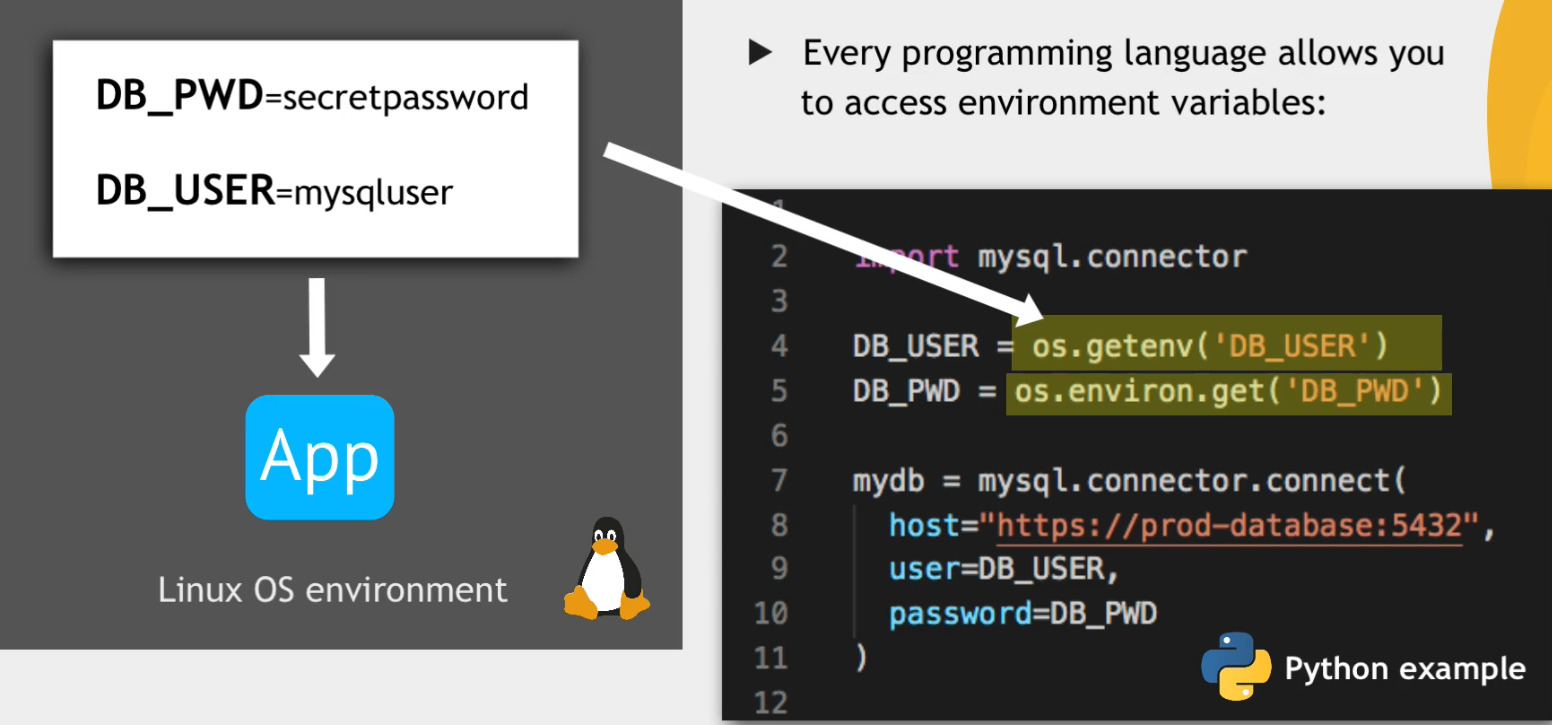 DB_PWD=secretpassword
DB_USER=mysqluser
App
Linux OS environment
Every programming language allows you
to access environment variables:
1
2 import mysql.connector
3
4 DB_USER = os.getenv('DB_USER')
5 DB_PWD = os.environ.get('DB_PWD')
6
7 mydb = mysql.connector.connect(
8 host="https://prod-database:5432",
9 user=DB_USER,
10 password=DB_PWD
11 )
12
Python example